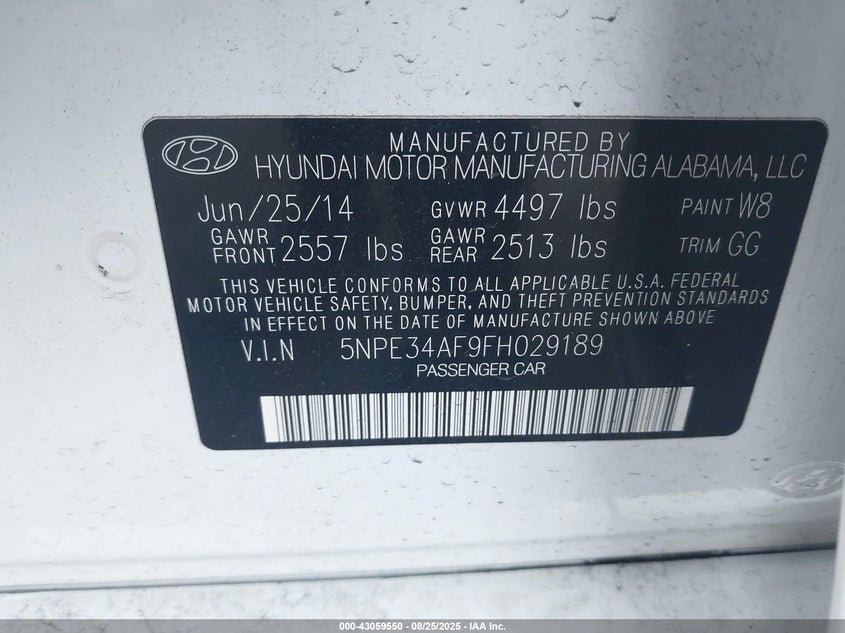 MANUFACTURED BY
HYUNDAI MOTOR MANUFACTURING ALABAMA, LLC
Jun/25/14 GVWR 4497 lbs PAINT W8
GAWR FRONT 2557 lbs GAWR REAR 2513 lbs TRIM GG
THIS VEHICLE CONFORMS TO ALL APPLICABLE U.S.A. FEDERAL
MOTOR VEHICLE SAFETY, BUMPER, AND THEFT PREVENTION STANDARDS
IN EFFECT ON THE DATE OF MANUFACTURE SHOWN ABOVE
V.I.N 5NPE34AF9FH029189
PASSENGER CAR
000-43059550 - 08/25/2025 - IAA Inc.